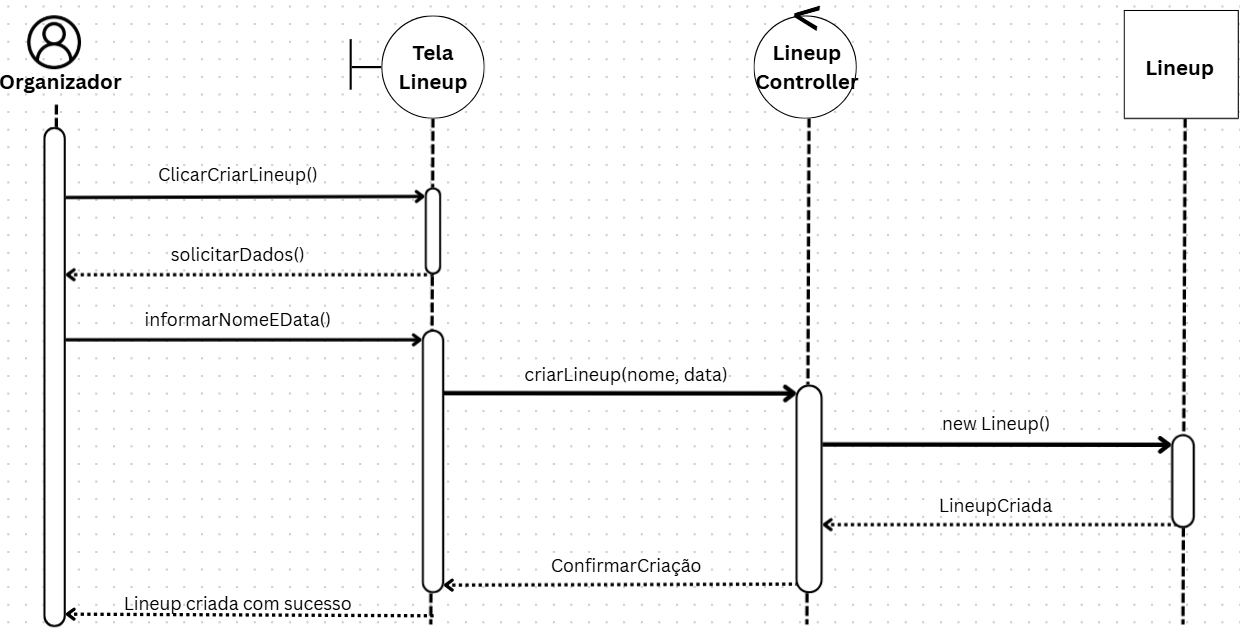 Organizador
Tela
Lineup
Lineup
Controller
Lineup
ClicarCriarLineup()
solicitarDados()
informarNomeEData()
criarLineup(nome, data)
new Lineup()
LineupCriada
ConfirmarCriação
Lineup criada com sucesso